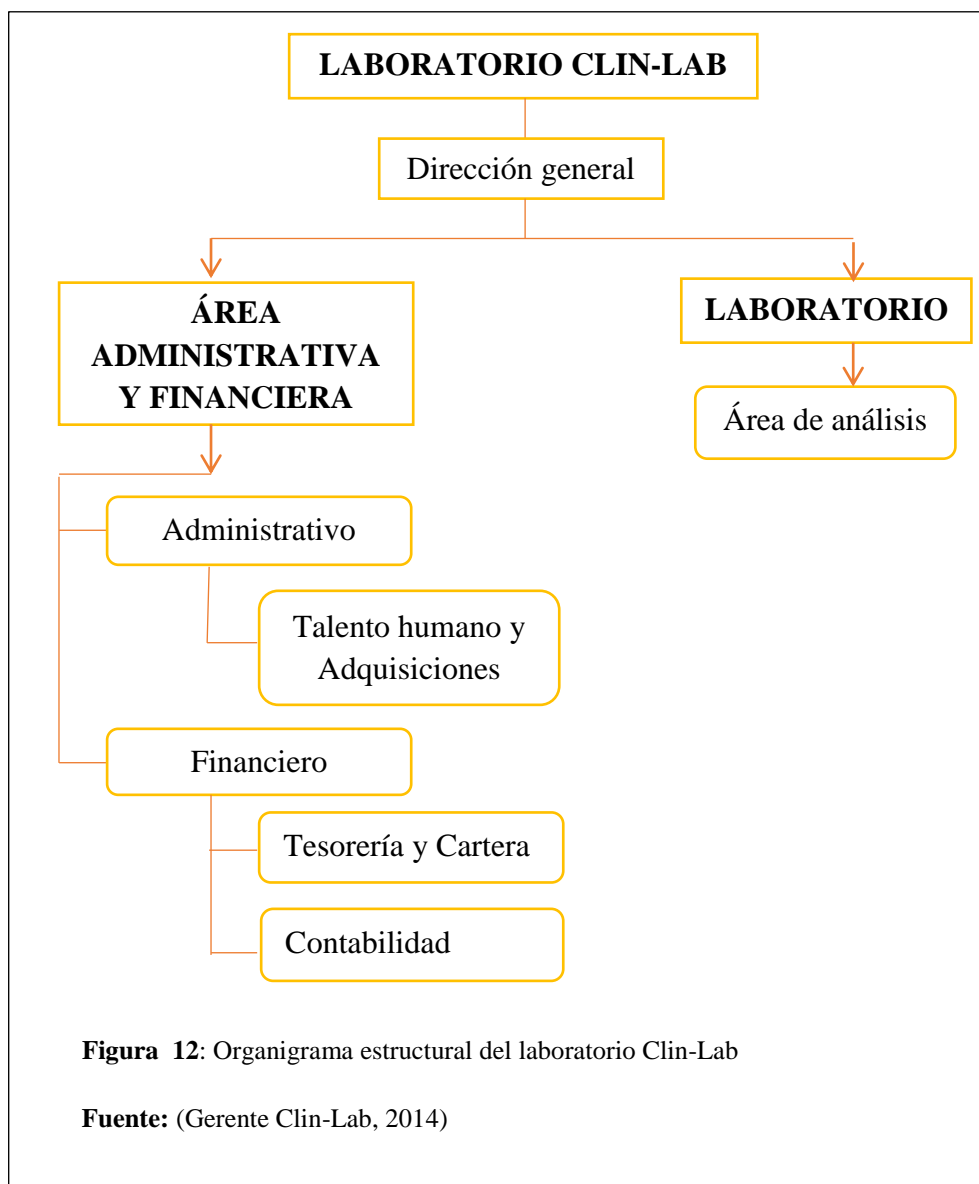 LABORATORIO CLIN-LAB
Dirección general
ÁREA
ADMINISTRATIVA
Y FINANCIERA
LABORATORIO
Área de análisis
Administrativo
Talento humano y
Adquisiciones
Financiero
Tesorería y Cartera
Contabilidad
Figura 12: Organigrama estructural del laboratorio Clin-Lab
Fuente: (Gerente Clin-Lab, 2014)